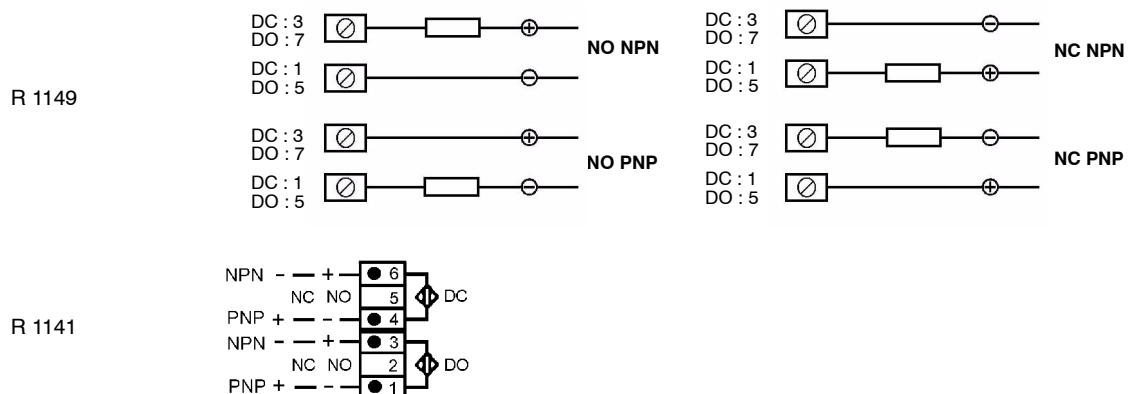 R 1149
DC : 3
DO : 7
+
NO NPN
DC : 1
DO : 5
−
DC : 3
DO : 7
+
NO PNP
DC : 1
DO : 5
−
DC : 3
DO : 7
−
NC NPN
DC : 1
DO : 5
+
DC : 3
DO : 7
−
NC PNP
DC : 1
DO : 5
+
R 1141
NPN - + 6
NC NO 5 DC
PNP + - 4
NPN - + 3
NC NO 2 DO
PNP + - 1